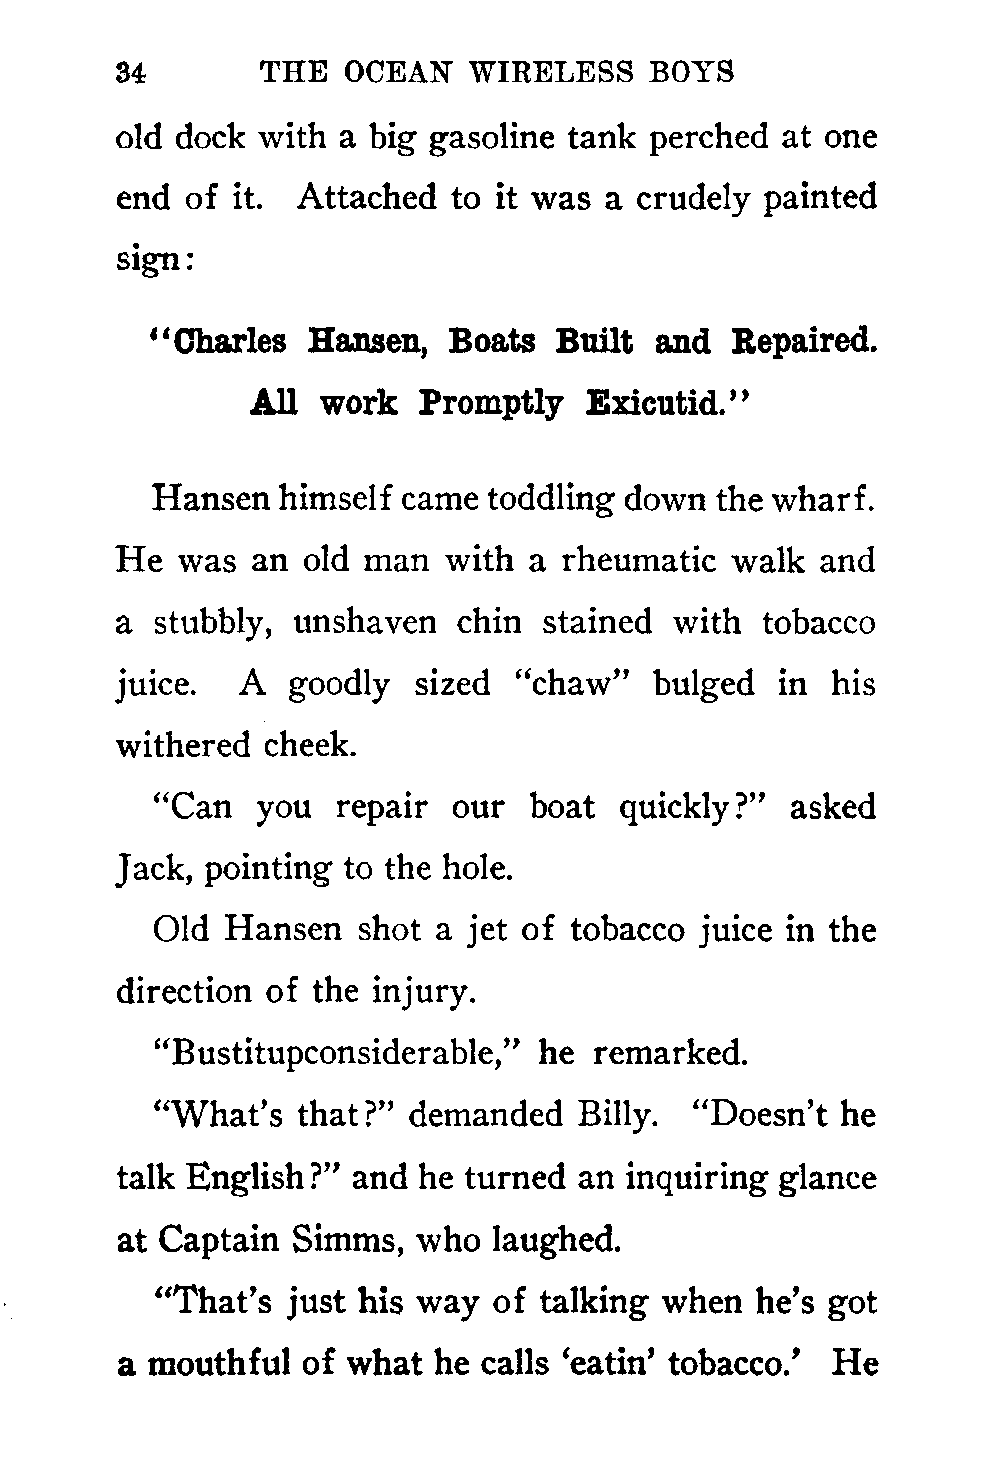 34 THE OCEAN WIRELESS BOYS
old dock with a big gasoline tank perched at one
end of it. Attached to it was a crudely painted
sign:
"Charles Hansen, Boats Built and Repaired.
All work Promptly Exicutid."
Hansen himself came toddling down the wharf.
He was an old man with a rheumatic walk and
a stubbly, unshaven chin stained with tobacco
juice. A goodly sized "chaw" bulged in his
withered cheek.
"Can you repair our boat quickly?" asked
Jack, pointing to the hole.
Old Hansen shot a jet of tobacco juice in the
direction of the injury.
"Bustitupconsiderable," he remarked.
"What's that?" demanded Billy. "Doesn't he
talk English?" and he turned an inquiring glance
at Captain Simms, who laughed.
"That's just his way of talking when he's got
a mouthful of what he calls 'eatin' tobacco.' He